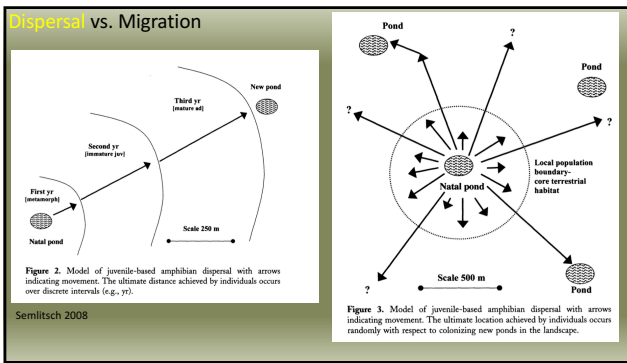 Dispersal vs. Migration
New pond
Third yr
[mature ad]
Second yr
[immature juv]
First yr
[metamorph]
Natal pond
Scale 250 m
Figure 2. Model of juvenile-based amphibian dispersal with arrows
indicating movement. The ultimate distance achieved by individuals occurs
over discrete intervals (e.g., yr).
Semlitsch 2008
Pond
?
Pond
?
?
Local population
boundary-
core terrestrial
habitat
Natal pond
?
Scale 500 m
Pond
Figure 3. Model of juvenile-based amphibian dispersal with arrows
indicating movement. The ultimate location achieved by individuals occurs
randomly with respect to colonizing new ponds in the landscape.